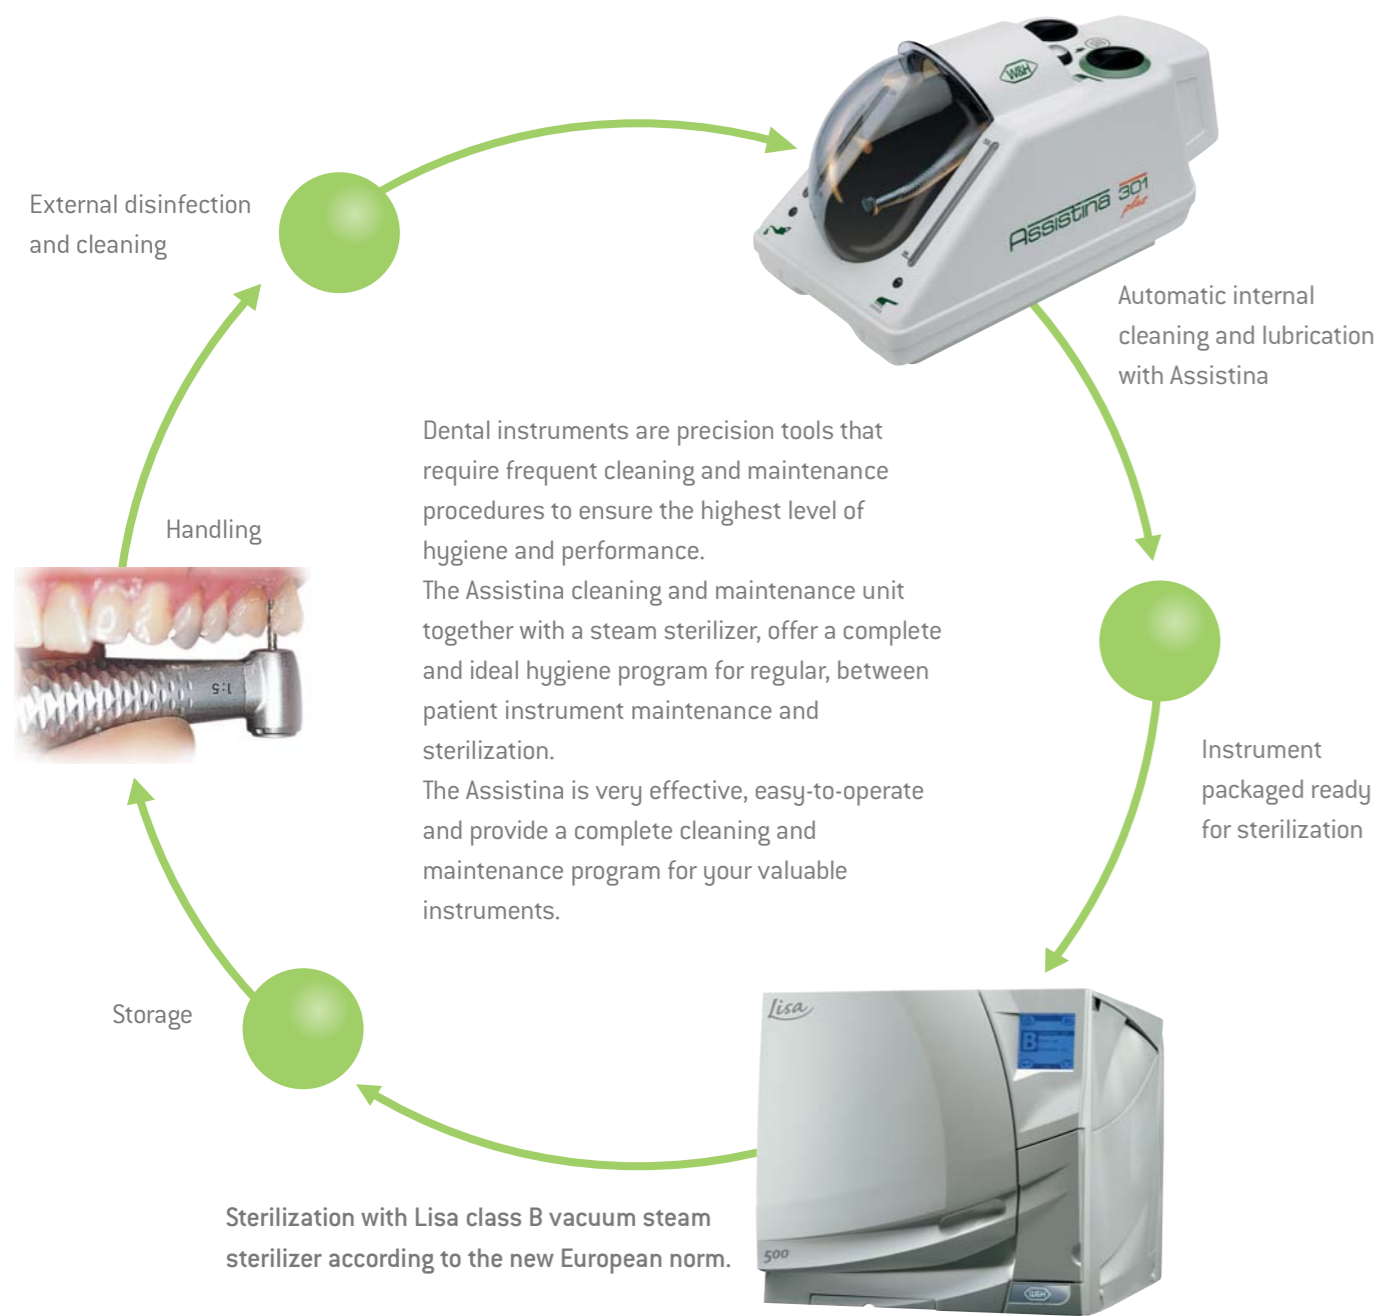 W&H
Assistina 301
plus
External disinfection
and cleaning
Automatic internal
cleaning and lubrication
with Assistina
Dental instruments are precision tools that
require frequent cleaning and maintenance
procedures to ensure the highest level of
hygiene and performance.
The Assistina cleaning and maintenance unit
together with a steam sterilizer, offer a complete
and ideal hygiene program for regular, between
patient instrument maintenance and
sterilization.
The Assistina is very effective, easy-to-operate
and provide a complete cleaning and
maintenance program for your valuable
instruments.
Handling
1:5
Instrument
packaged ready
for sterilization
Storage
Lisa
B
500
W&H
Sterilization with Lisa class B vacuum steam
sterilizer according to the new European norm.